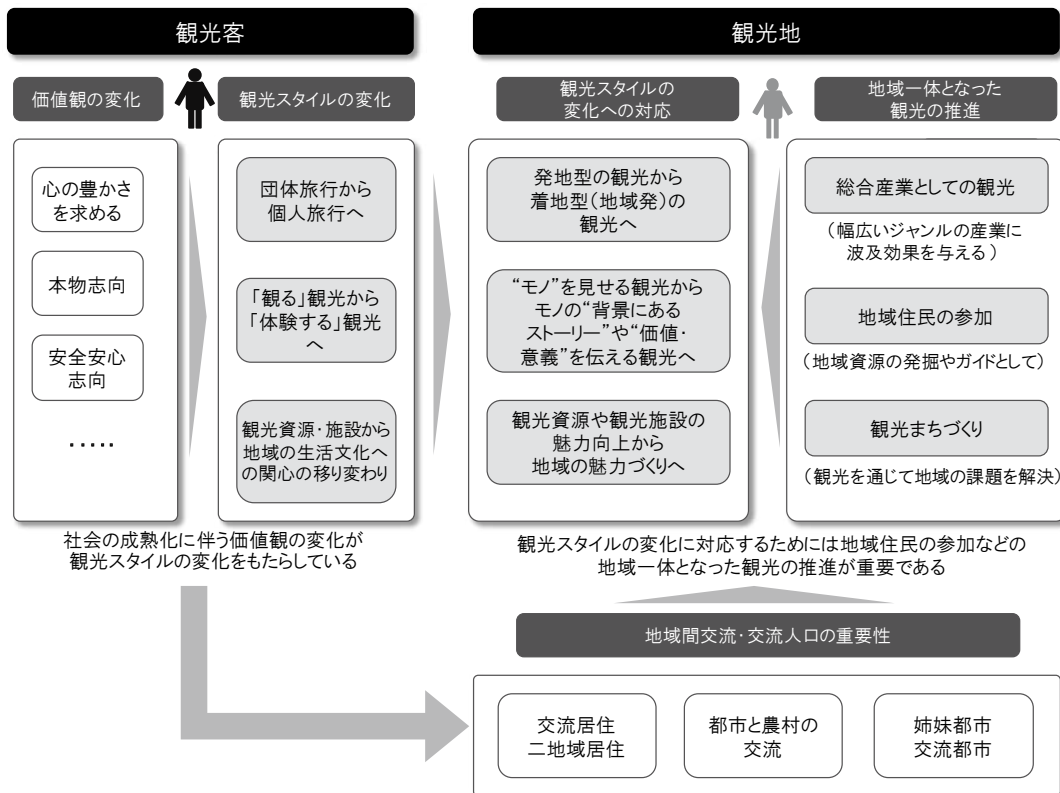 観光客
価値観の変化
観光スタイルの変化
心の豊かさ
を求める
本物志向
安全安心
志向
・・・・・
団体旅行から
個人旅行へ
「観る」観光から
「体験する」観光
へ
観光資源・施設から
地域の生活文化へ
の関心の移り変わり
社会の成熟化に伴う価値観の変化が
観光スタイルの変化をもたらしている
観光地
観光スタイルの
変化への対応
地域一体となった
観光の推進
発地型の観光から
着地型(地域発)の
観光へ
“モノ”を見せる観光から
モノの“背景にある
ストーリー”や“価値・
意義”を伝える観光へ
観光資源や観光施設の
魅力向上から
地域の魅力づくりへ
総合産業としての観光
(幅広いジャンルの産業に
波及効果を与える)
地域住民の参加
(地域資源の発掘やガイドとして)
観光まちづくり
(観光を通じて地域の課題を解決)
観光スタイルの変化に対応するためには地域住民の参加などの
地域一体となった観光の推進が重要である
地域間交流・交流人口の重要性
交流居住
二地域居住
都市と農村の
交流
姉妹都市
交流都市